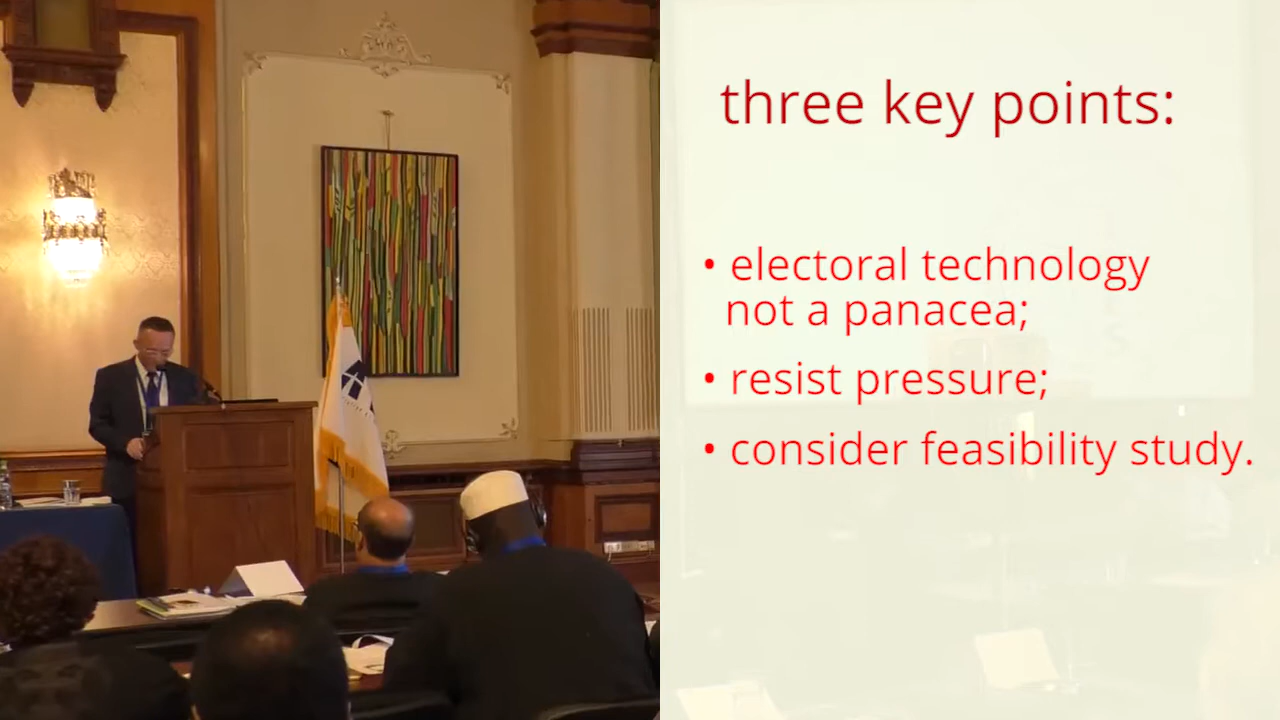 three key points:
• electoral technology
not a panacea;
• resist pressure;
• consider feasibility study.